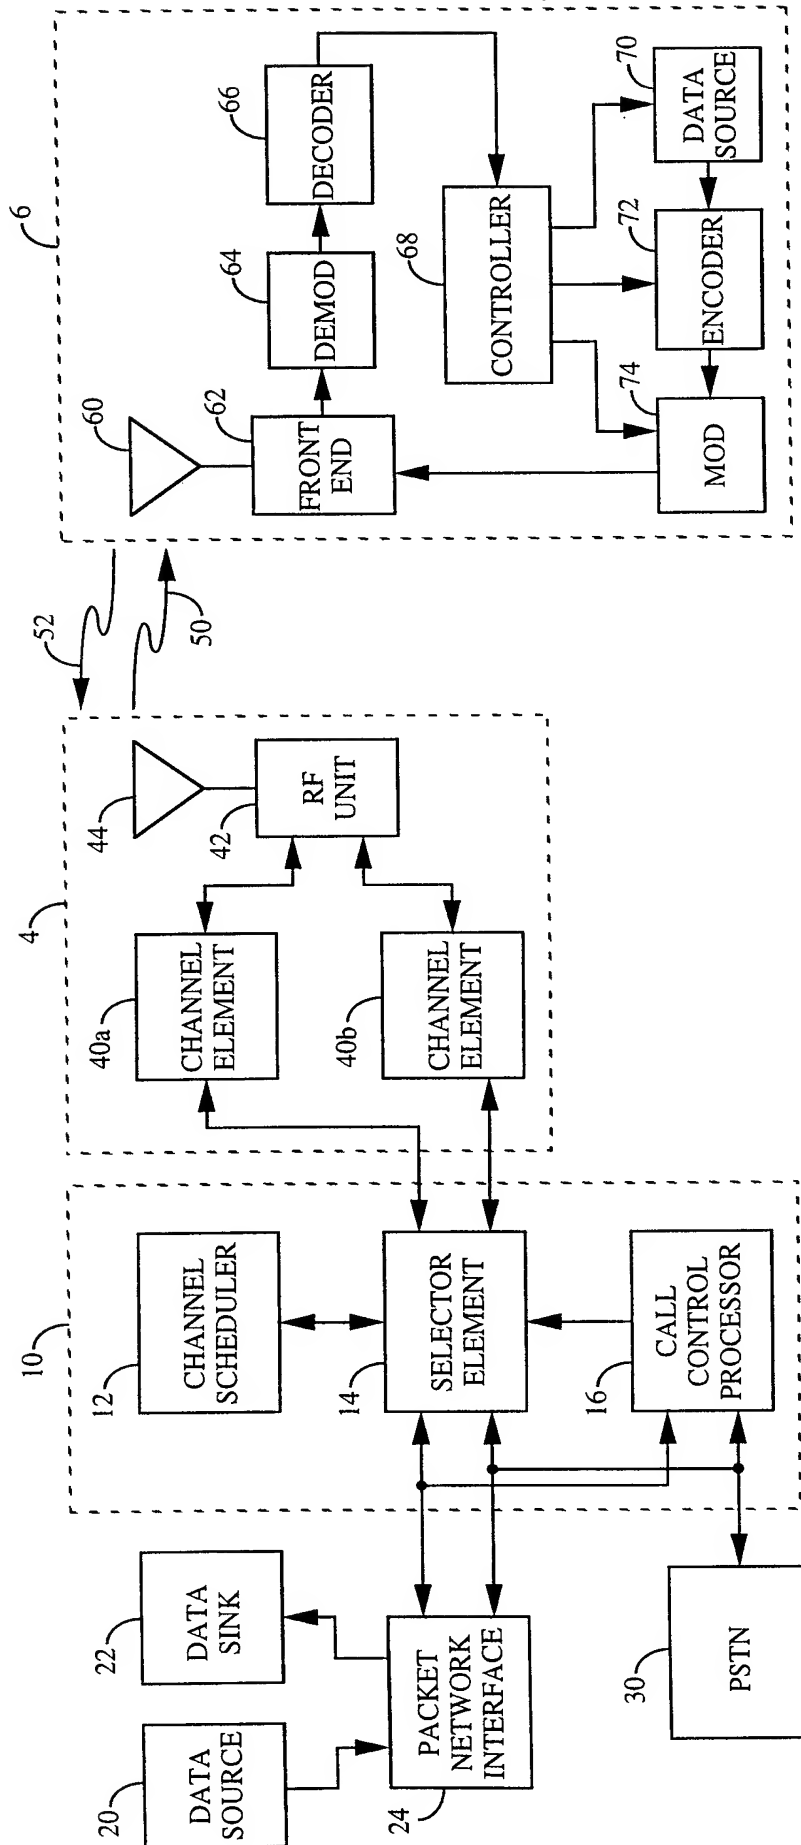 20
DATA
SOURCE
22
DATA
SINK
24
PACKET
NETWORK
INTERFACE
30
PSTN
10
12
CHANNEL
SCHEDULER
14
SELECTOR
ELEMENT
16
CALL
CONTROL
PROCESSOR
4
40a
CHANNEL
ELEMENT
40b
CHANNEL
ELEMENT
44
42
RF
UNIT
52
50
6
60
62
FRONT
END
64
DEMOD
66
DECODER
68
CONTROLLER
70
DATA
SOURCE
72
ENCODER
74
MOD